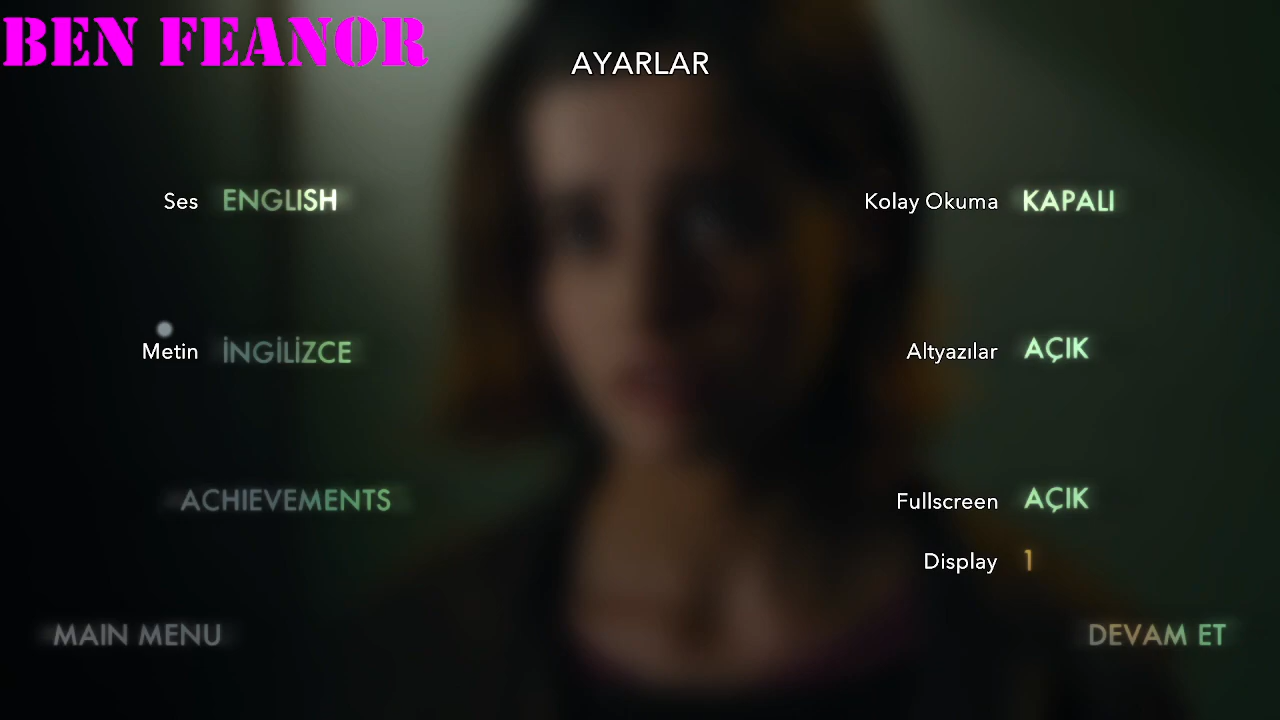 BEN FEANOR
AYARLAR
Ses ENGLISH
Kolay Okuma KAPALI
Metin İNGİLİZCE
Altyazılar AÇIK
ACHIEVEMENTS
Fullscreen AÇIK
Display 1
MAIN MENU
DEVAM ET